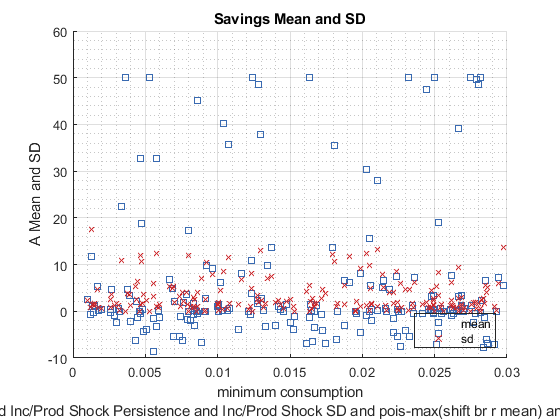 Savings Mean and SD
60
50
40
30
20
10
0
-10
A Mean and SD
0
0.005
0.01
0.015
0.02
0.025
0.03
mean
sd
minimum consumption
d Inc/Prod Shock Persistence and Inc/Prod Shock SD and pois-max(shift br r mean) an